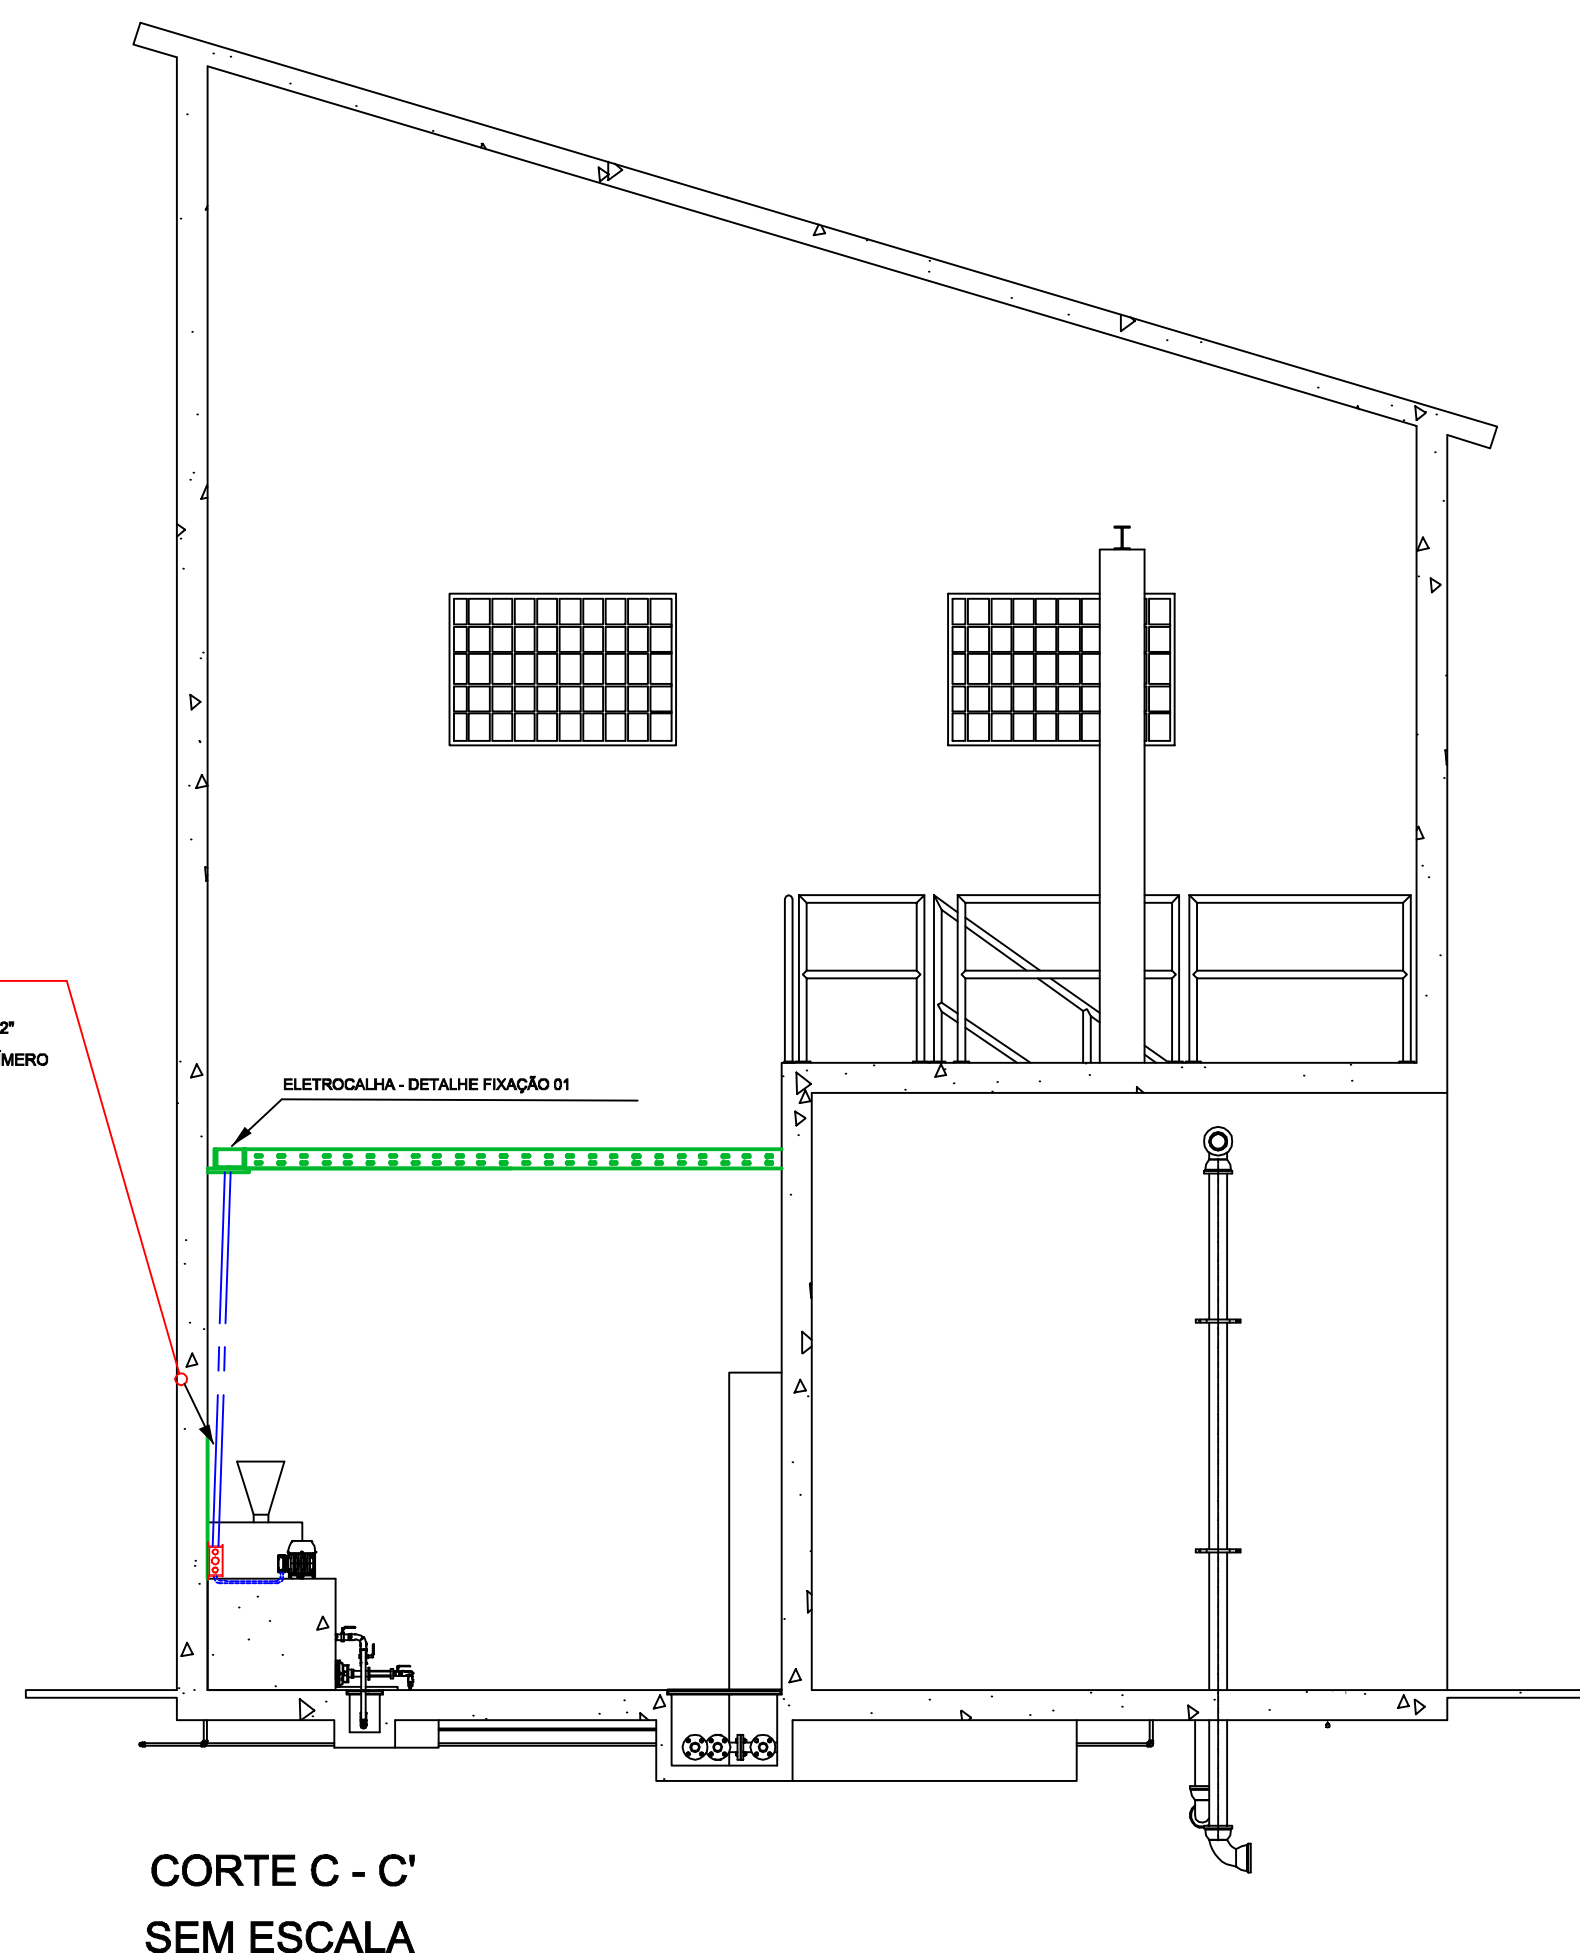 2"
MERO
ELETROCALHA - DETALHE FIXAÇÃO 01
CORTE C - C'
SEM ESCALA